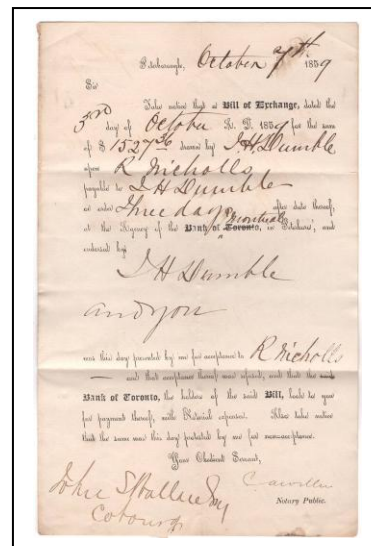 Peterborough, October 7th 1859
Sir
Take notice that a Bill of Exchange, dated the
3rd day of October A. D. 1859 for the sum
of $ 1527 36 drawn by J H Dumble
upon R Nicholls
payable to J H Dumble
or order Three days after date thereof,
Montreal
at the Agency of the Bank of Toronto, in Peterboro', and
endorsed by
J H Dumble
and you
was this day presented by me for acceptance to R Nicholls
and that acceptance thereof was refused, and that the said
Bank of Toronto, the holders of the said Bill, look to you
for payment thereof, with Notarial expenses. Also take notice
that the same was this day protested by me for nonacceptance.
Your Obedient Servant,
John S Wallace Esq
Cobourg
Notary Public.